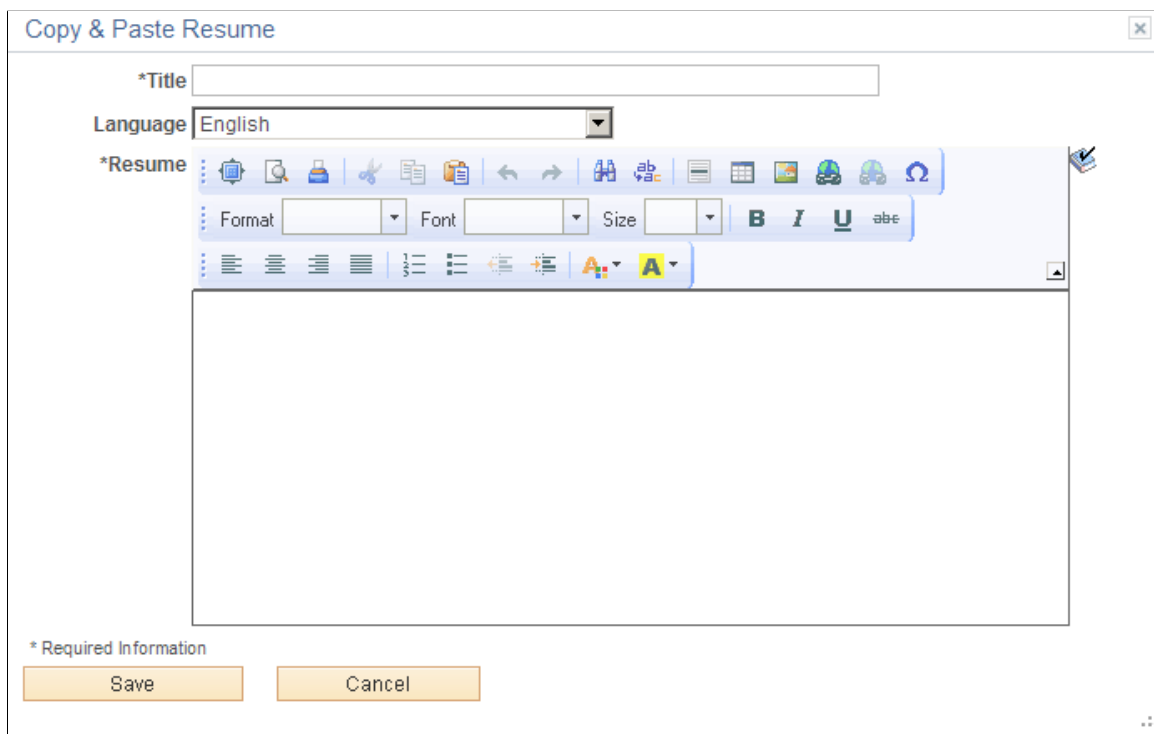 Copy & Paste Resume
*Title
Language English
*Resume
Format Font Size B I U abc
A A
* Required Information
Save Cancel